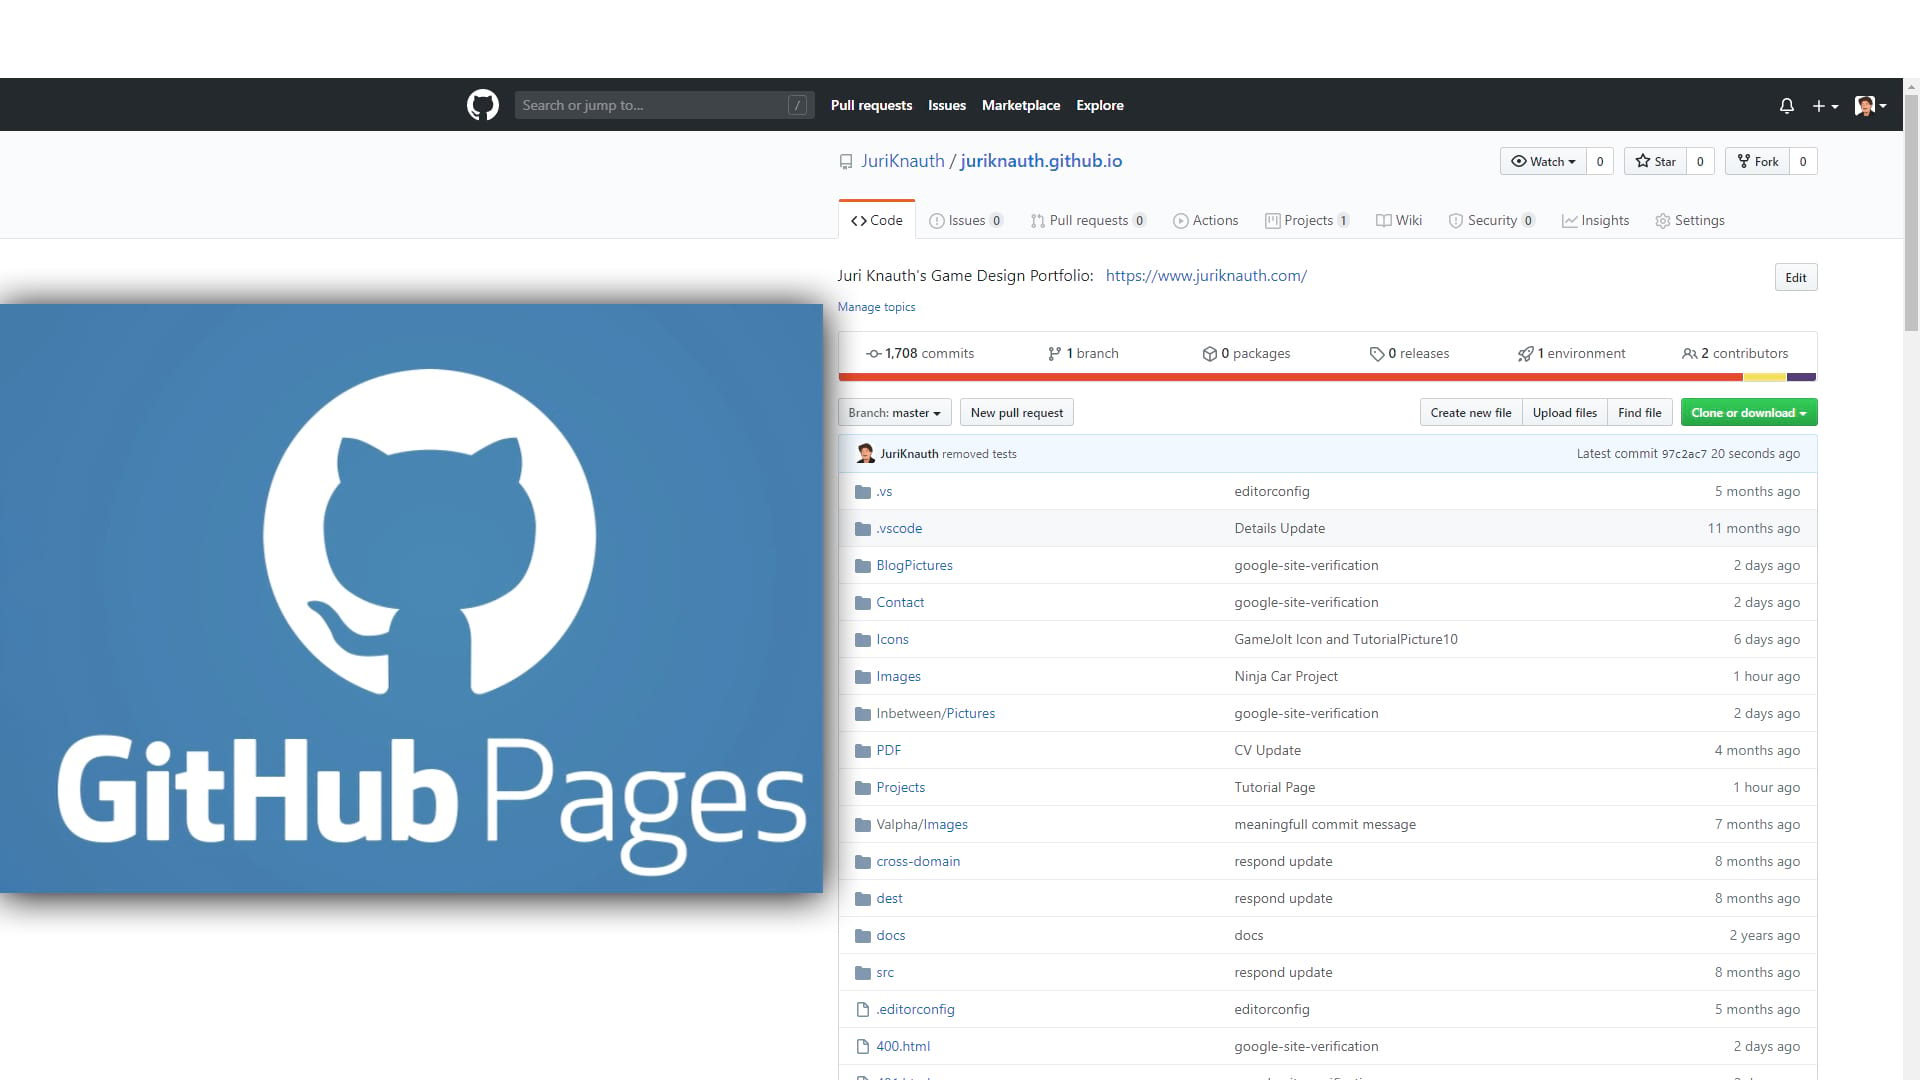 Search or jump to... /
Pull requests Issues Marketplace Explore
JuriKnauth / juriknauth.github.io
Watch 0 Star 0 Fork 0
Code Issues 0 Pull requests 0 Actions Projects 1 Wiki Security 0 Insights Settings
Juri Knauth's Game Design Portfolio: https://www.juriknauth.com/
Edit
Manage topics
1,708 commits 1 branch 0 packages 0 releases 1 environment 2 contributors
Branch: master New pull request Create new file Upload files Find file Clone or download
JuriKnauth removed tests Latest commit 97c2ac7 20 seconds ago
.vs editorconfig 5 months ago
.vscode Details Update 11 months ago
BlogPictures google-site-verification 2 days ago
Contact google-site-verification 2 days ago
Icons GameJolt Icon and TutorialPicture10 6 days ago
Images Ninja Car Project 1 hour ago
Inbetween/Pictures google-site-verification 2 days ago
PDF CV Update 4 months ago
Projects Tutorial Page 1 hour ago
Valpha/Images meaningfull commit message 7 months ago
cross-domain respond update 8 months ago
dest respond update 8 months ago
docs docs 2 years ago
src respond update 8 months ago
.editorconfig editorconfig 5 months ago
400.html google-site-verification 2 days ago
GitHub Pages